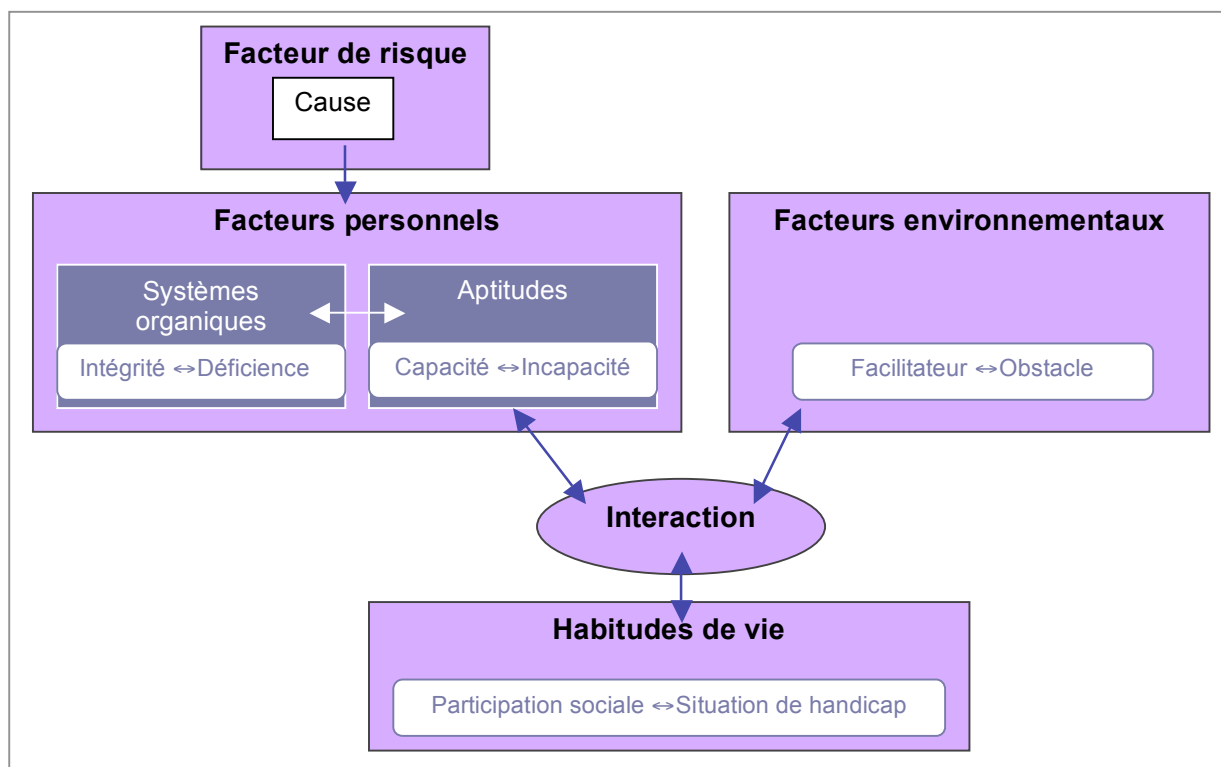 Facteur de risque
Cause
Facteurs personnels
Systèmes
organiques
Intégrité ↔Déficience
Aptitudes
Capacité ↔Incapacité
Facteurs environnementaux
Facilitateur ↔Obstacle
Interaction
Habitudes de vie
Participation sociale ↔Situation de handicap